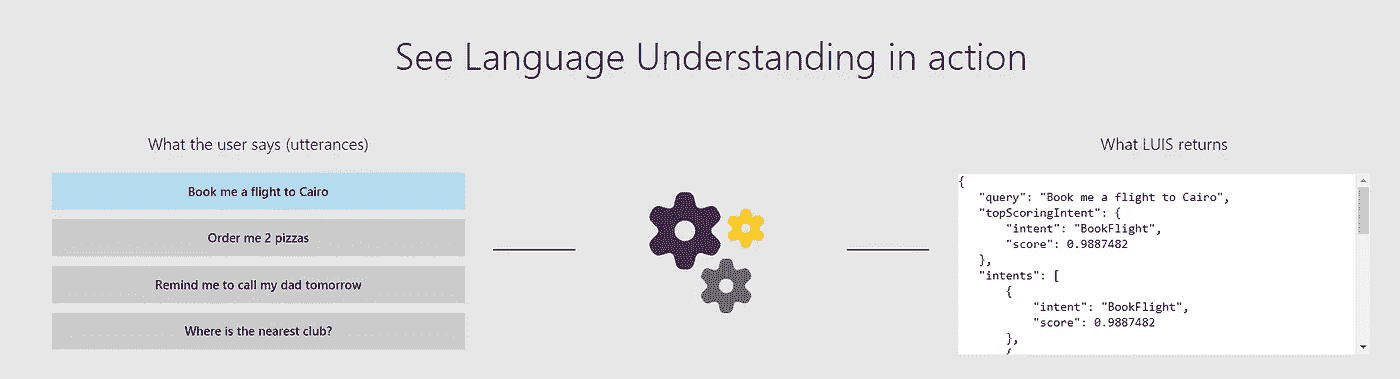 See Language Understanding in action
What the user says (utterances)
Book me a flight to Cairo
Order me 2 pizzas
Remind me to call my dad tomorrow
Where is the nearest club?
What LUIS returns
{
"query": "Book me a flight to Cairo",
"topScoringIntent": {
"intent": "BookFlight",
"score": 0.9887482
},
"intents": [
{
"intent": "BookFlight",
"score": 0.9887482
},
{